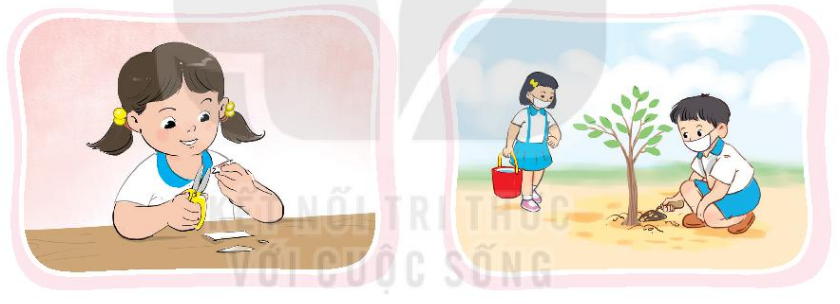 KẾT NỐI TRI THỨC
VỚI CUỘC SỐNG